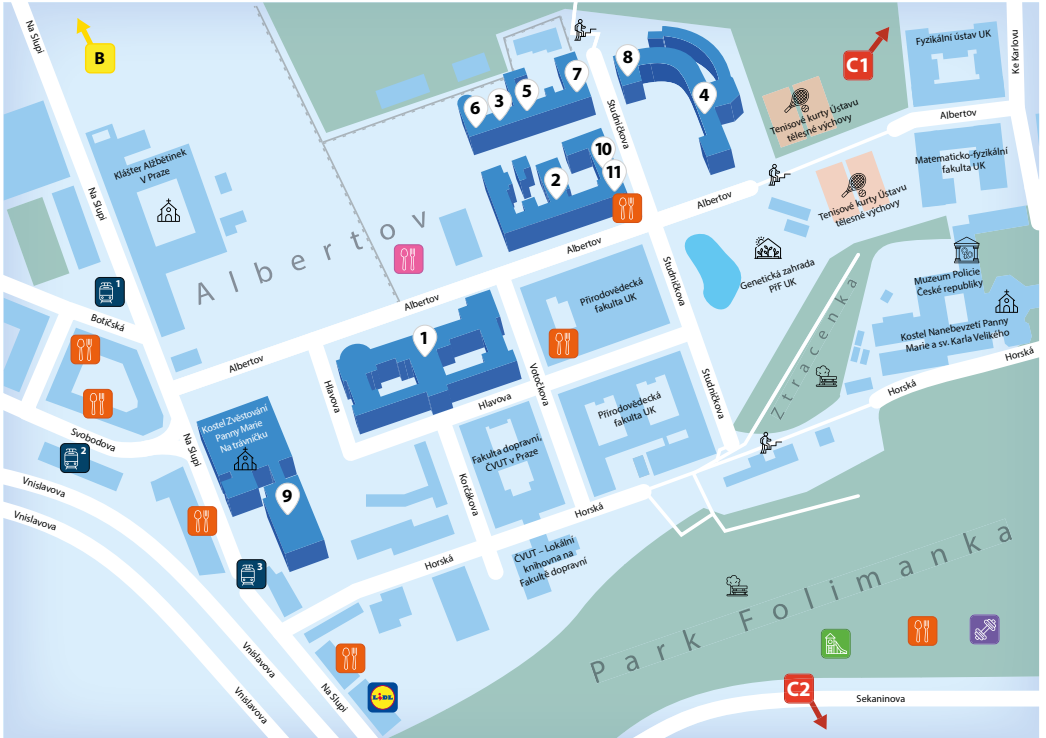 Na Slupi
B
Klášter Alžbětinek
V Praze
Na Slupi
Albertov
6
3
5
7
8
4
10
2
11
Studničkova
C1
Fyzikální ústav UK
Ke Karlovu
Tenisové kurty Ústavu
tělesné výchovy
Albertov
Matematicko-fyzikální
fakulta UK
Tenisové kurty Ústavu
tělesné výchovy
Albertov
Albertov
Studničkova
Genetická zahrada
PřF UK
Muzeum Policie
České republiky
Kostel Nanebevzetí Panny
Marie a sv. Karla Velikého
Horská
Horská
Ztracenka
1
Botičská
Albertov
Přírodovědecká
fakulta UK
1
Albertov
Hlavova
Hlavova
Votočkova
Studničkova
Přírodovědecká
fakulta UK
Svobodova
2
Na Slupi
Kostel Zvěstování
Panny Marie
Na trávníčku
9
Fakulta dopravní,
ČVUT v Praze
Korčákova
Horská
Vnislavova
Vnislavova
3
Horská
ČVUT – Lokální
knihovna na
Fakultě dopravní
Park Folimanka
Vnislavova
Vnislavova
Na Slupi
LIDL
C2
Sekaninova